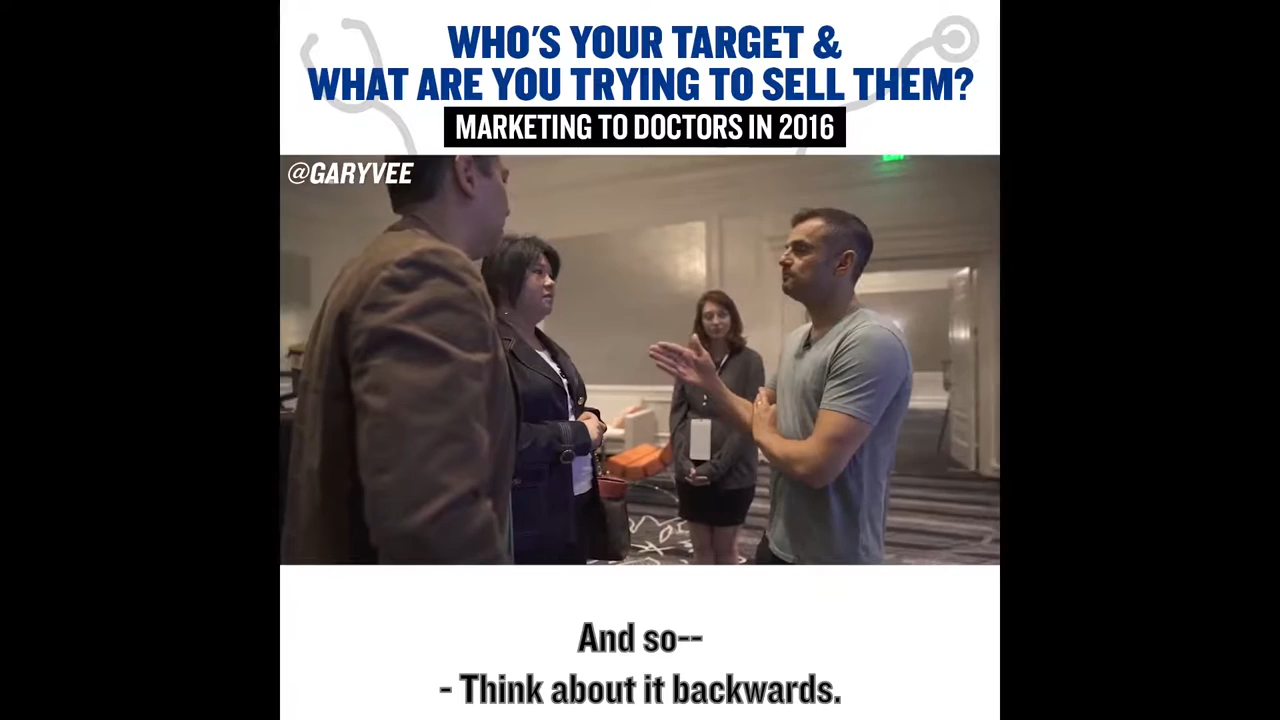 WHO'S YOUR TARGET &
WHAT ARE YOU TRYING TO SELL THEM?
MARKETING TO DOCTORS IN 2016
@GARYVEE
And so--
- Think about it backwards.